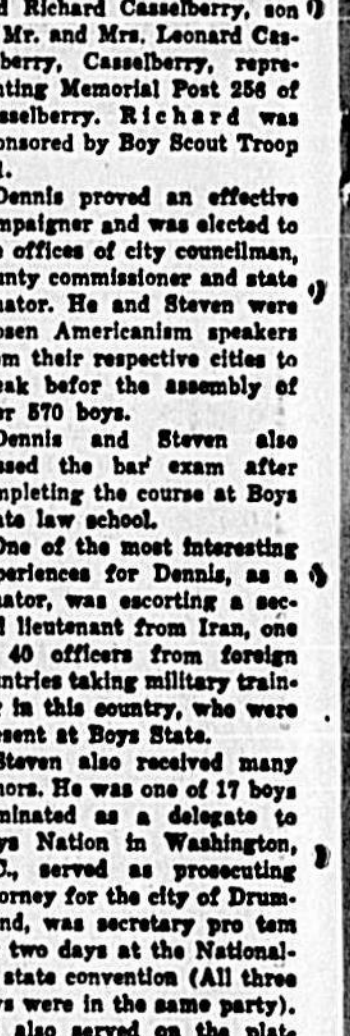 d Richard Casselberry, son
Mr. and Mrs. Leonard Cas-
berry, Casselberry, repre-
nting Memorial Post 256 of
sselberry. Richard was
onsored by Boy Scout Troop
l.
Dennis proved an effective
mpaigner and was elected to
e offices of city councilman,
unty commissioner and state
nator. He and Steven were
osen Americanism speakers
om their respective cities to
eak befor the assembly of
er 570 boys.
Dennis and Steven also
ssed the bar exam after
mpleting the course at Boys
ate law school.
One of the most interesting
periences for Dennis, as a
nator, was escorting a sec-
d lieutenant from Iran, one
40 officers from foreign
untries taking military train-
g in this country, who were
esent at Boys State.
Steven also received many
nors. He was one of 17 boys
minated as a delegate to
ys Nation in Washington,
C., served as prosecuting
orney for the city of Drum-
nd, was secretary pro tem
two days at the National-
state convention (All three
ys were in the same party).
also served on the plat-